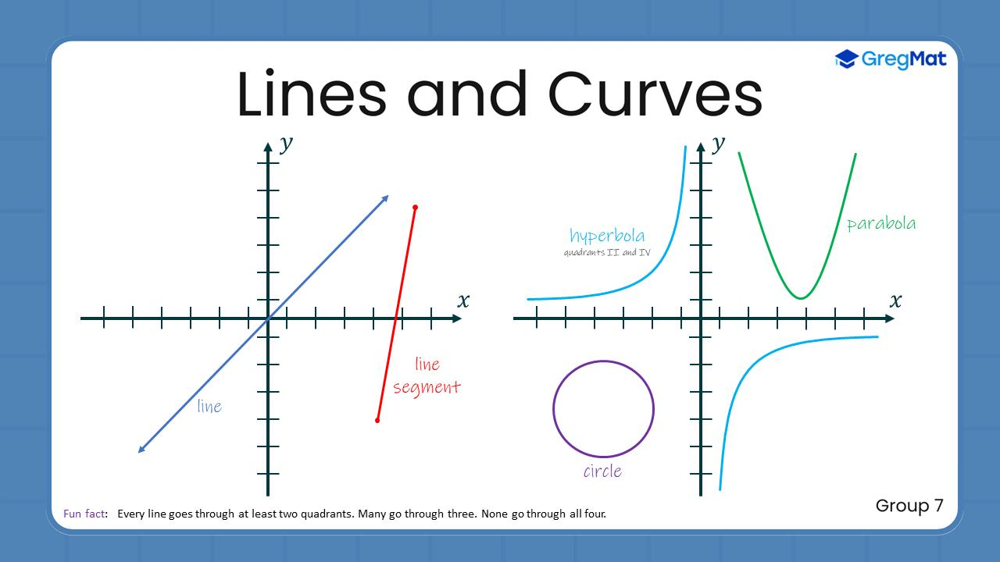 GregMat
Lines and Curves
y
x
line
line
segment
y
x
hyperbola
quadrants II and IV
parabola
circle
Fun fact: Every line goes through at least two quadrants. Many go through three. None go through all four.
Group 7